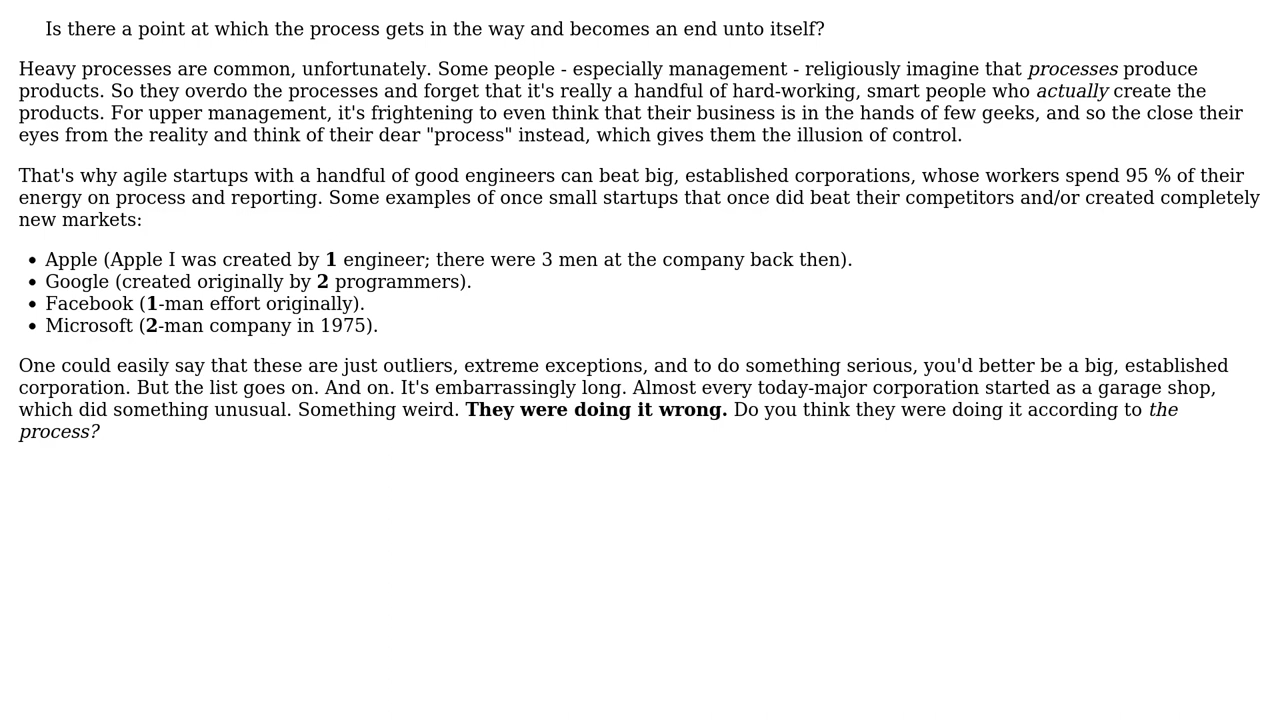 Is there a point at which the process gets in the way and becomes an end unto itself?
Heavy processes are common, unfortunately. Some people - especially management - religiously imagine that processes produce
products. So they overdo the processes and forget that it's really a handful of hard-working, smart people who actually create the
products. For upper management, it's frightening to even think that their business is in the hands of few geeks, and so the close their
eyes from the reality and think of their dear "process" instead, which gives them the illusion of control.
That's why agile startups with a handful of good engineers can beat big, established corporations, whose workers spend 95 % of their
energy on process and reporting. Some examples of once small startups that once did beat their competitors and/or created completely
new markets:
• Apple (Apple I was created by 1 engineer; there were 3 men at the company back then).
• Google (created originally by 2 programmers).
• Facebook (1-man effort originally).
• Microsoft (2-man company in 1975).
One could easily say that these are just outliers, extreme exceptions, and to do something serious, you'd better be a big, established
corporation. But the list goes on. And on. It's embarrassingly long. Almost every today-major corporation started as a garage shop,
which did something unusual. Something weird. They were doing it wrong. Do you think they were doing it according to the
process?